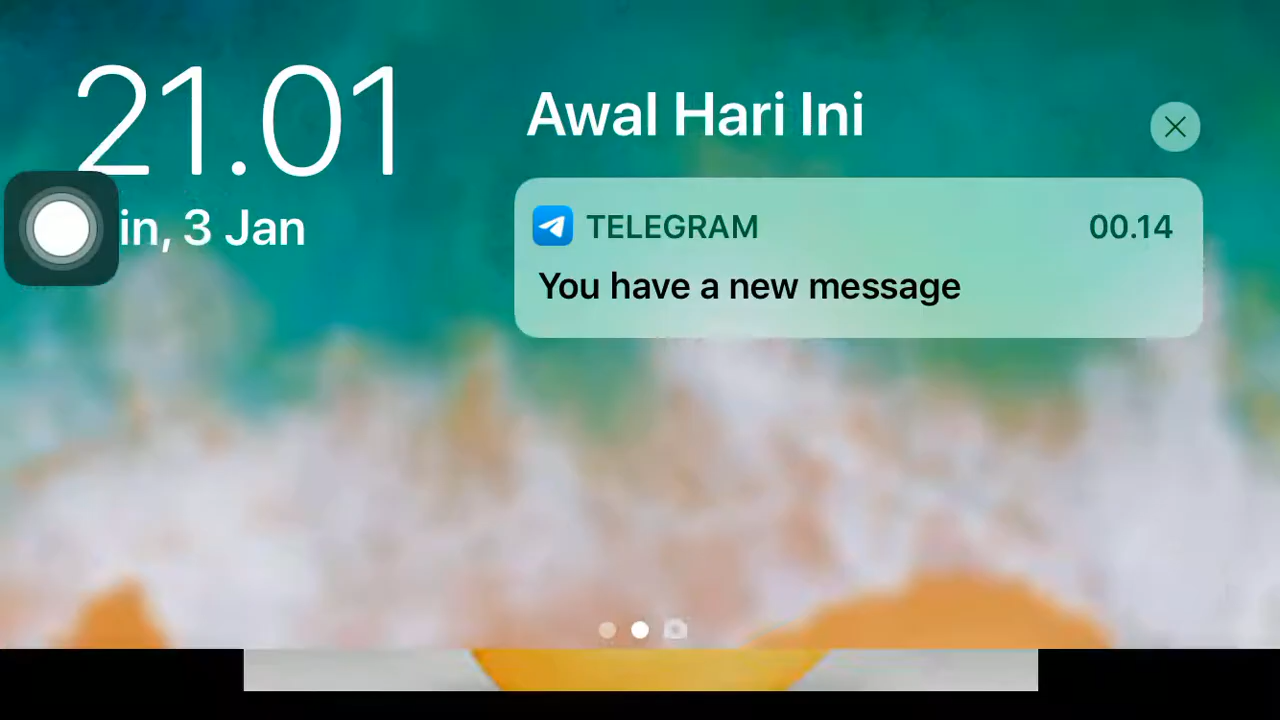 21.01
in, 3 Jan
Awal Hari Ini
TELEGRAM 00.14
You have a new message